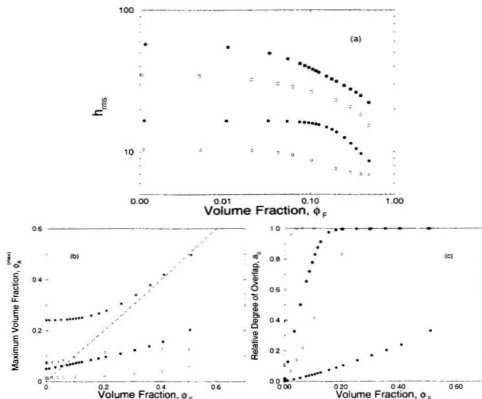 100
(a)
h_rms
10
0.00 0.01 0.10 1.00
Volume Fraction, ϕ_F
0.6
(b)
Maximum Volume Fraction, ϕ_A^(max)
0.4
0.2
0.0
0.0 0.2 0.4 0.6
Volume Fraction, ϕ_F
1.0
(c)
Relative Degree of Overlap, a_0
0.8
0.6
0.4
0.2
0.0
0.00 0.20 0.40 0.60
Volume Fraction, ϕ_F